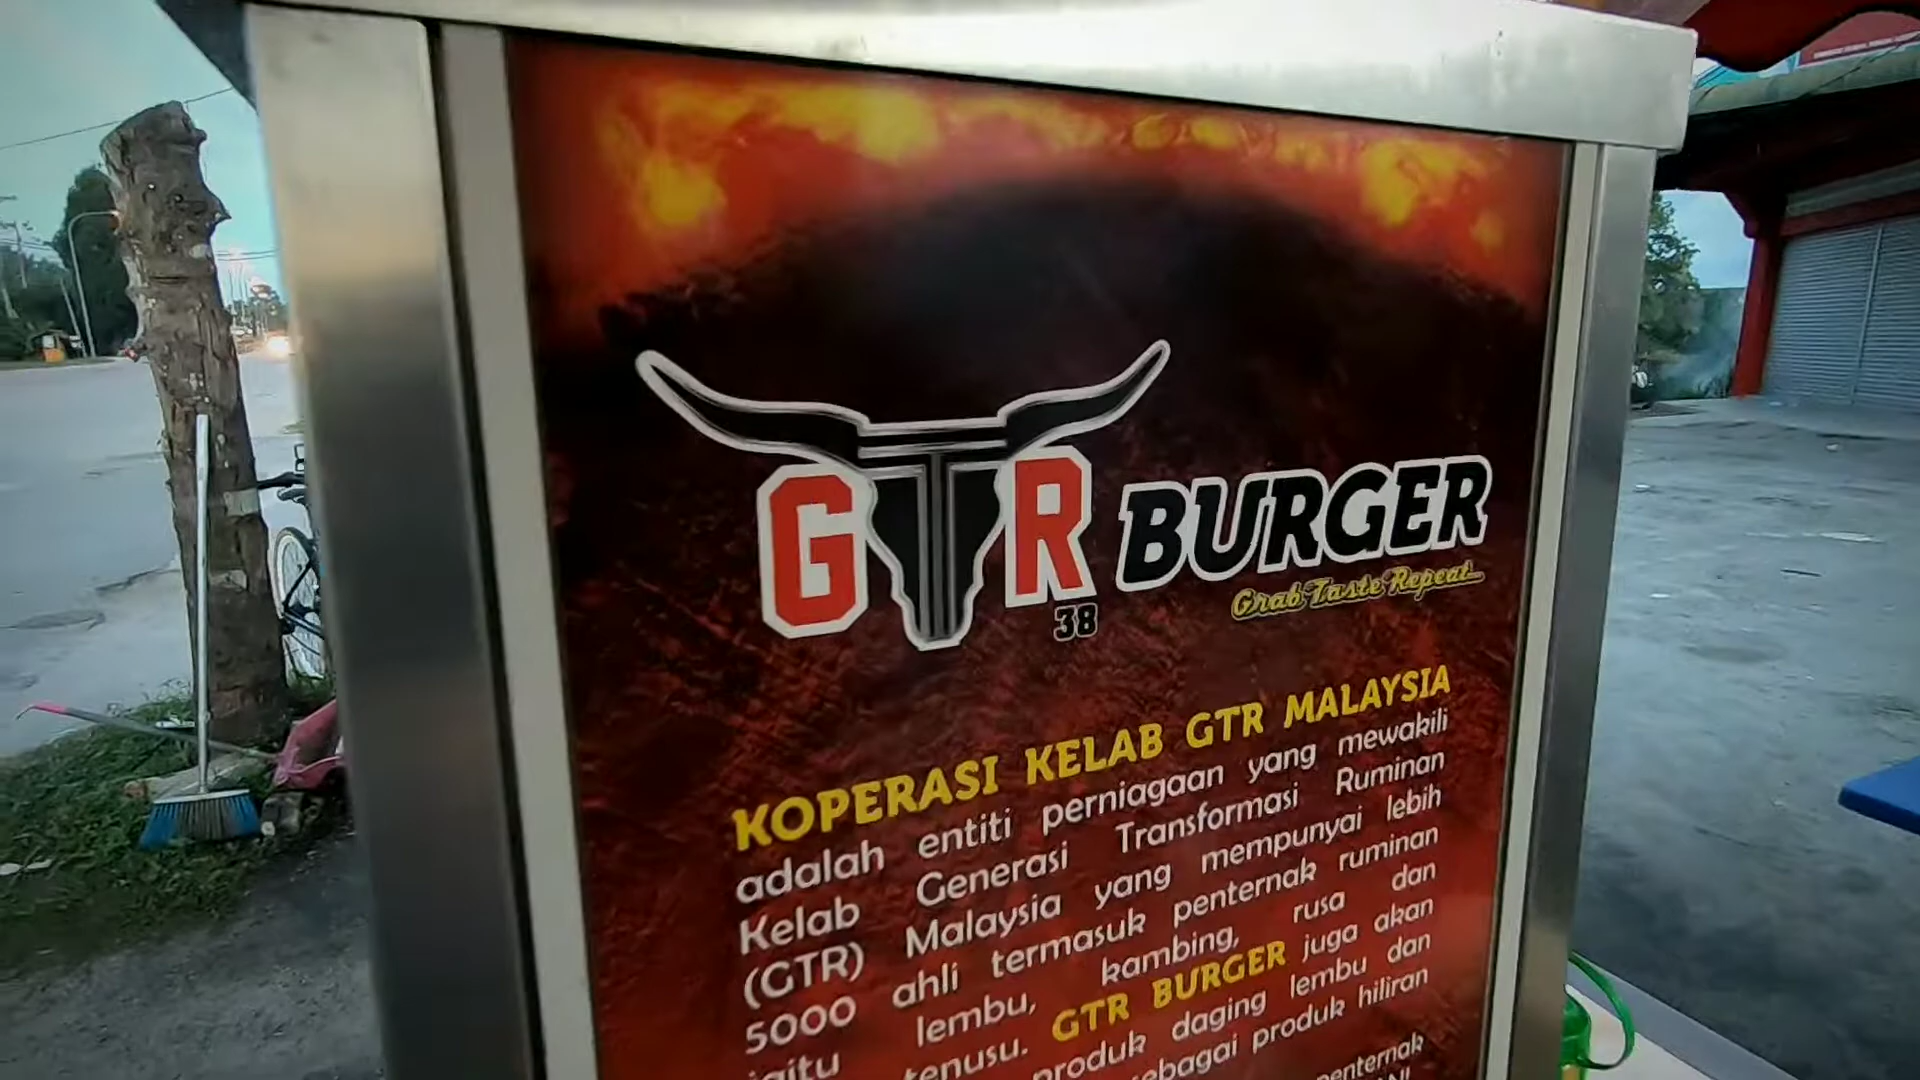 GTR BURGER
38
Grab Taste Repeat...
KOPERASI KELAB GTR MALAYSIA
adalah entiti perniagaan yang mewakili
Kelab Generasi Transformasi Ruminan
(GTR) Malaysia yang mempunyai lebih
5000 ahli termasuk penternak ruminan
iaitu lembu, kambing, rusa dan
tenusu. GTR BURGER juga akan
produk daging lembu dan
sebagai produk hiliran
penternak